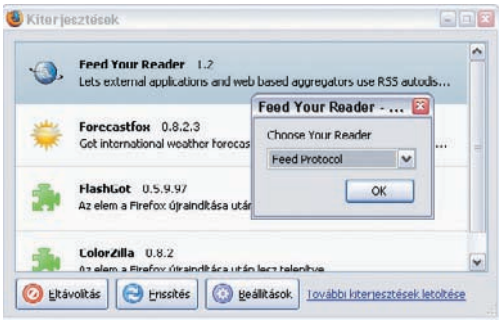 Kiterjesztések
Feed Your Reader 1.2
Lets external applications and web based aggregators use RSS autodis...
Feed Your Reader - ...
Choose Your Reader
Feed Protocol
OK
Forecastfox 0.8.2.3
Get international weather forecas
...
FlashGot 0.5.9.97
Az elem a Firefox újraindítása után
ColorZilla 0.8.2
Az elem a Firefox újraindítása után lesz telepítve
Eltávolítás
Frissítés
Beállítások
További kiterjesztések letöltése